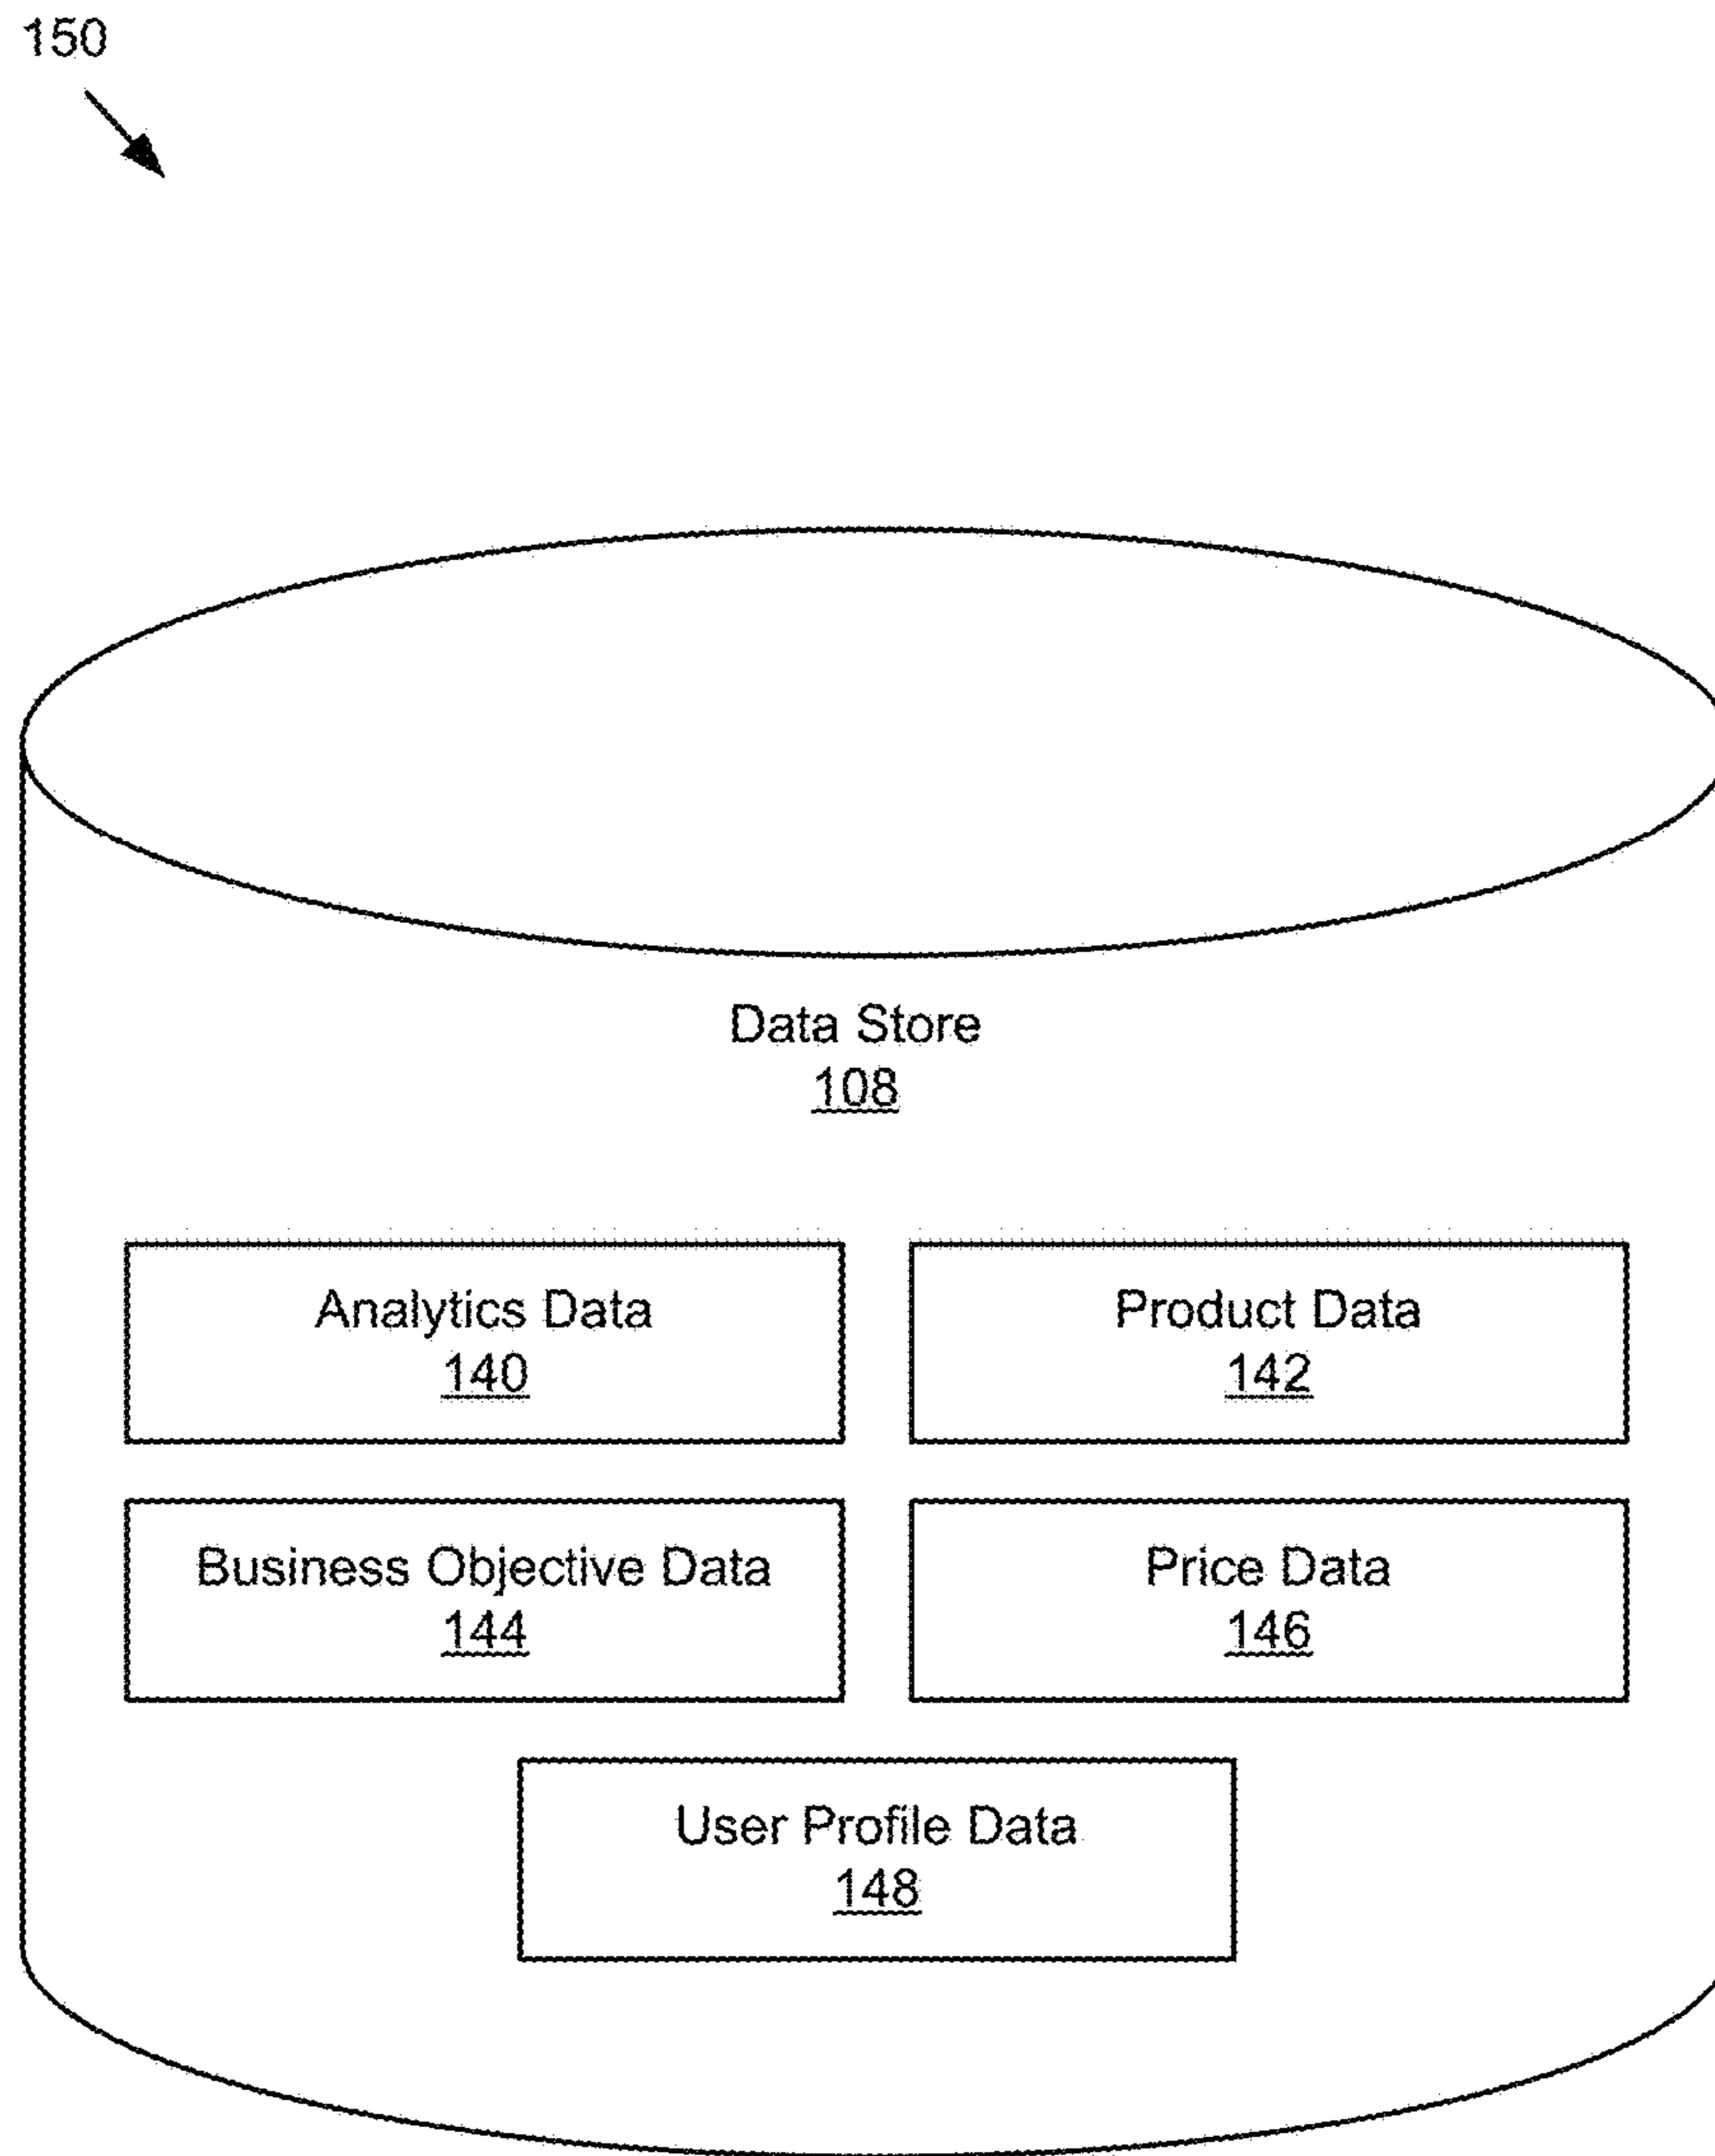 150
Data Store
108
Analytics Data
140
Product Data
142
Business Objective Data
144
Price Data
146
User Profile Data
148